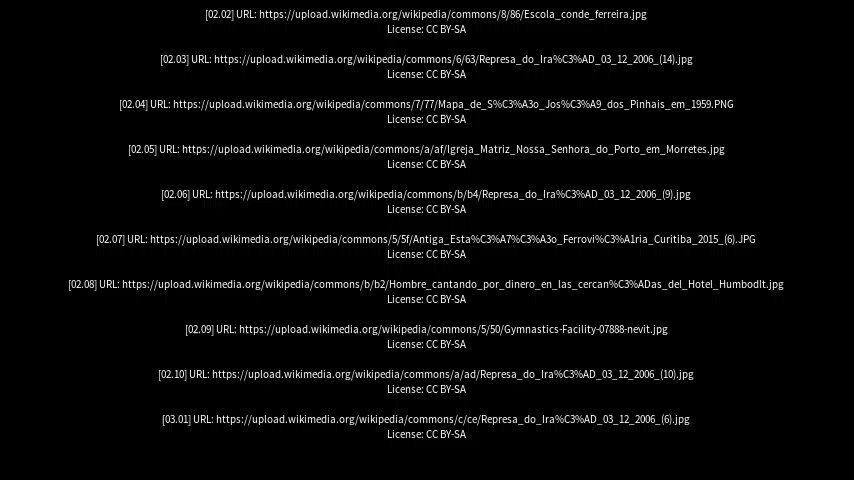 [02.02] URL: https://upload.wikimedia.org/wikipedia/commons/8/86/Escola_conde_ferreira.jpg
License: CC BY-SA
[02.03] URL: https://upload.wikimedia.org/wikipedia/commons/6/63/Represa_do_Ira%C3%AD_03_12_2006_(14).jpg
License: CC BY-SA
[02.04] URL: https://upload.wikimedia.org/wikipedia/commons/7/77/Mapa_de_S%C3%A3o_Jos%C3%A9_dos_Pinhais_em_1959.PNG
License: CC BY-SA
[02.05] URL: https://upload.wikimedia.org/wikipedia/commons/a/af/Igreja_Matriz_Nossa_Senhora_do_Porto_em_Morretes.jpg
License: CC BY-SA
[02.06] URL: https://upload.wikimedia.org/wikipedia/commons/b/b4/Represa_do_Ira%C3%AD_03_12_2006_(9).jpg
License: CC BY-SA
[02.07] URL: https://upload.wikimedia.org/wikipedia/commons/5/5f/Antiga_Esta%C3%A7%C3%A3o_Ferrovi%C3%A1ria_Curitiba_2015_(6).JPG
License: CC BY-SA
[02.08] URL: https://upload.wikimedia.org/wikipedia/commons/b/b2/Hombre_cantando_por_dinero_en_las_cercan%C3%ADas_del_Hotel_Humbodlt.jpg
License: CC BY-SA
[02.09] URL: https://upload.wikimedia.org/wikipedia/commons/5/50/Gymnastics-Facility-07888-nevit.jpg
License: CC BY-SA
[02.10] URL: https://upload.wikimedia.org/wikipedia/commons/a/ad/Represa_do_Ira%C3%AD_03_12_2006_(10).jpg
License: CC BY-SA
[03.01] URL: https://upload.wikimedia.org/wikipedia/commons/c/ce/Represa_do_Ira%C3%AD_03_12_2006_(6).jpg
License: CC BY-SA